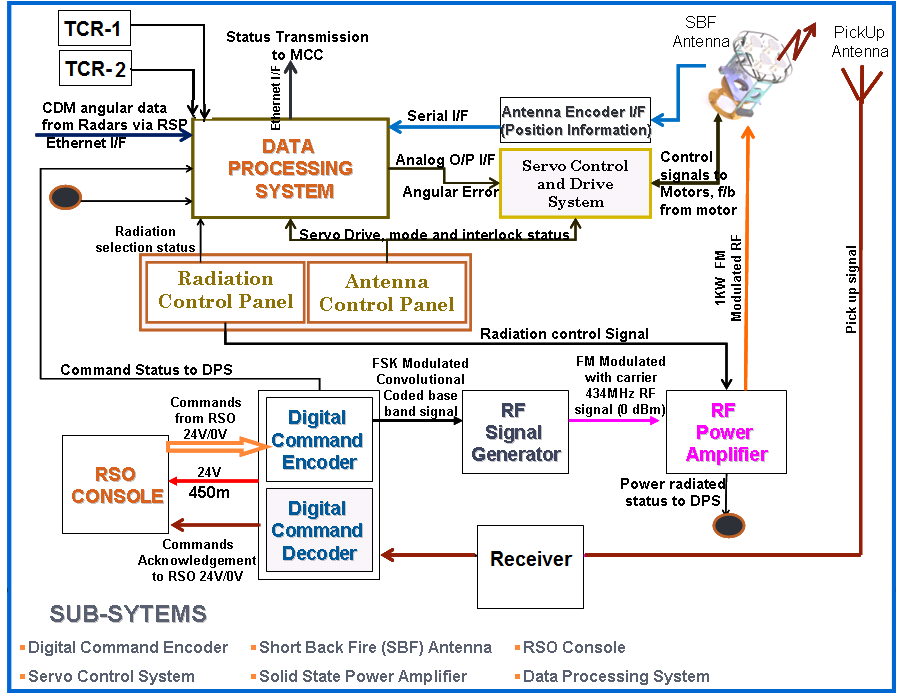 TCR-1
TCR-2
Status Transmission
to MCC
Ethernet I/F
SBF
Antenna
PickUp
Antenna
CDM angular data
from Radars via RSP
Ethernet I/F
DATA
PROCESSING
SYSTEM
Serial I/F
Antenna Encoder I/F
(Position Information)
Analog O/P I/F
Angular Error
Servo Control
and Drive
System
Control
signals to
Motors, f/b
from motor
Radiation
selection status
Servo Drive, mode and interlock status
1KW FM
Modulated RF
Pick up signal
Radiation
Control Panel
Antenna
Control Panel
Radiation control Signal
Command Status to DPS
FSK Modulated
Convolutional
Coded base
band signal
FM Modulated
with carrier
434MHz RF
signal (0 dBm)
Commands
from RSO
24V/0V
Digital
Command
Encoder
RF
Signal
Generator
RF
Power
Amplifier
RSO
CONSOLE
24V
450m
Digital
Command
Decoder
Power radiated
status to DPS
Commands
Acknowledgement
to RSO 24V/0V
Receiver
SUB-SYTEMS
Digital Command Encoder
Short Back Fire (SBF) Antenna
RSO Console
Servo Control System
Solid State Power Amplifier
Data Processing System